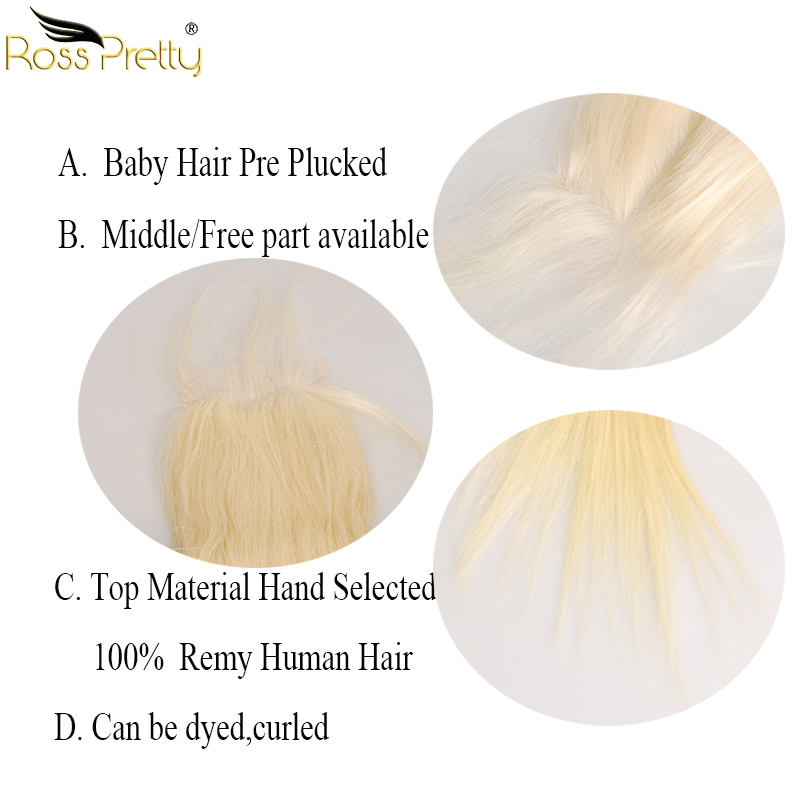 Ross Pretty®
A. Baby Hair Pre Plucked
B. Middle/Free part available
C. Top Material Hand Selected
100% Remy Human Hair
D. Can be dyed,curled